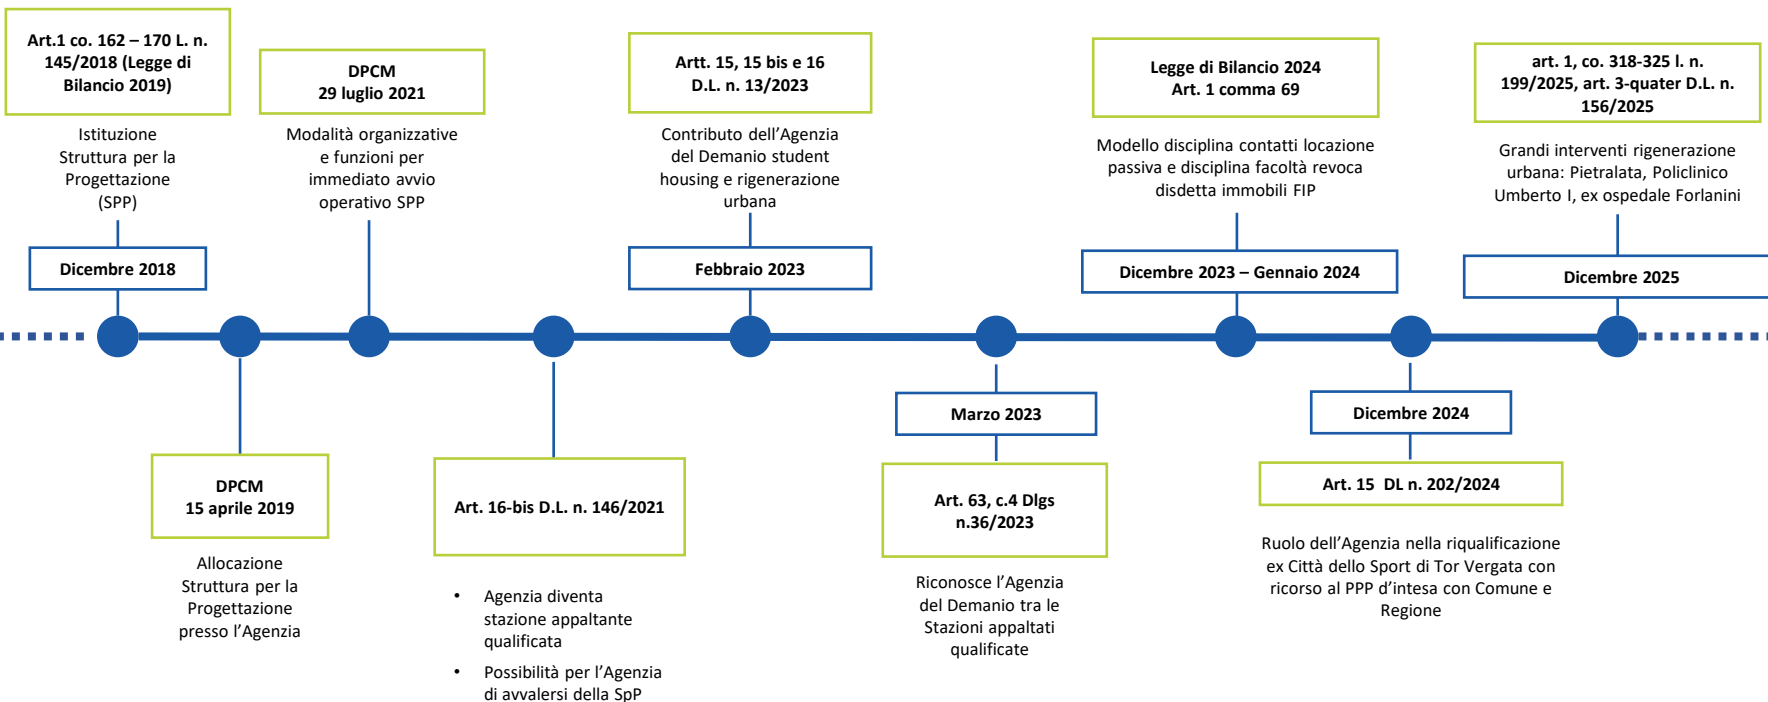 Art.1 co. 162 – 170 L. n.
145/2018 (Legge di
Bilancio 2019)
Istituzione
Struttura per la
Progettazione
(SPP)
Dicembre 2018
DPCM
29 luglio 2021
Modalità organizzative
e funzioni per
immediato avvio
operativo SPP
Artt. 15, 15 bis e 16
D.L. n. 13/2023
Contributo dell'Agenzia
del Demanio student
housing e rigenerazione
urbana
Febbraio 2023
Legge di Bilancio 2024
Art. 1 comma 69
Modello disciplina contatti locazione
passiva e disciplina facoltà revoca
disdetta immobili FIP
Dicembre 2023 – Gennaio 2024
art. 1, co. 318-325 l. n.
199/2025, art. 3-quater D.L. n.
156/2025
Grandi interventi rigenerazione
urbana: Pietralata, Policlinico
Umberto I, ex ospedale Forlanini
Dicembre 2025
DPCM
15 aprile 2019
Allocazione
Struttura per la
Progettazione
presso l'Agenzia
Art. 16-bis D.L. n. 146/2021
• Agenzia diventa
stazione appaltante
qualificata
• Possibilità per l'Agenzia
di avvalersi della SpP
Marzo 2023
Art. 63, c.4 Dlgs
n.36/2023
Riconosce l'Agenzia
del Demanio tra le
Stazioni appaltati
qualificate
Dicembre 2024
Art. 15 DL n. 202/2024
Ruolo dell'Agenzia nella riqualificazione
ex Città dello Sport di Tor Vergata con
ricorso al PPP d'intesa con Comune e
Regione